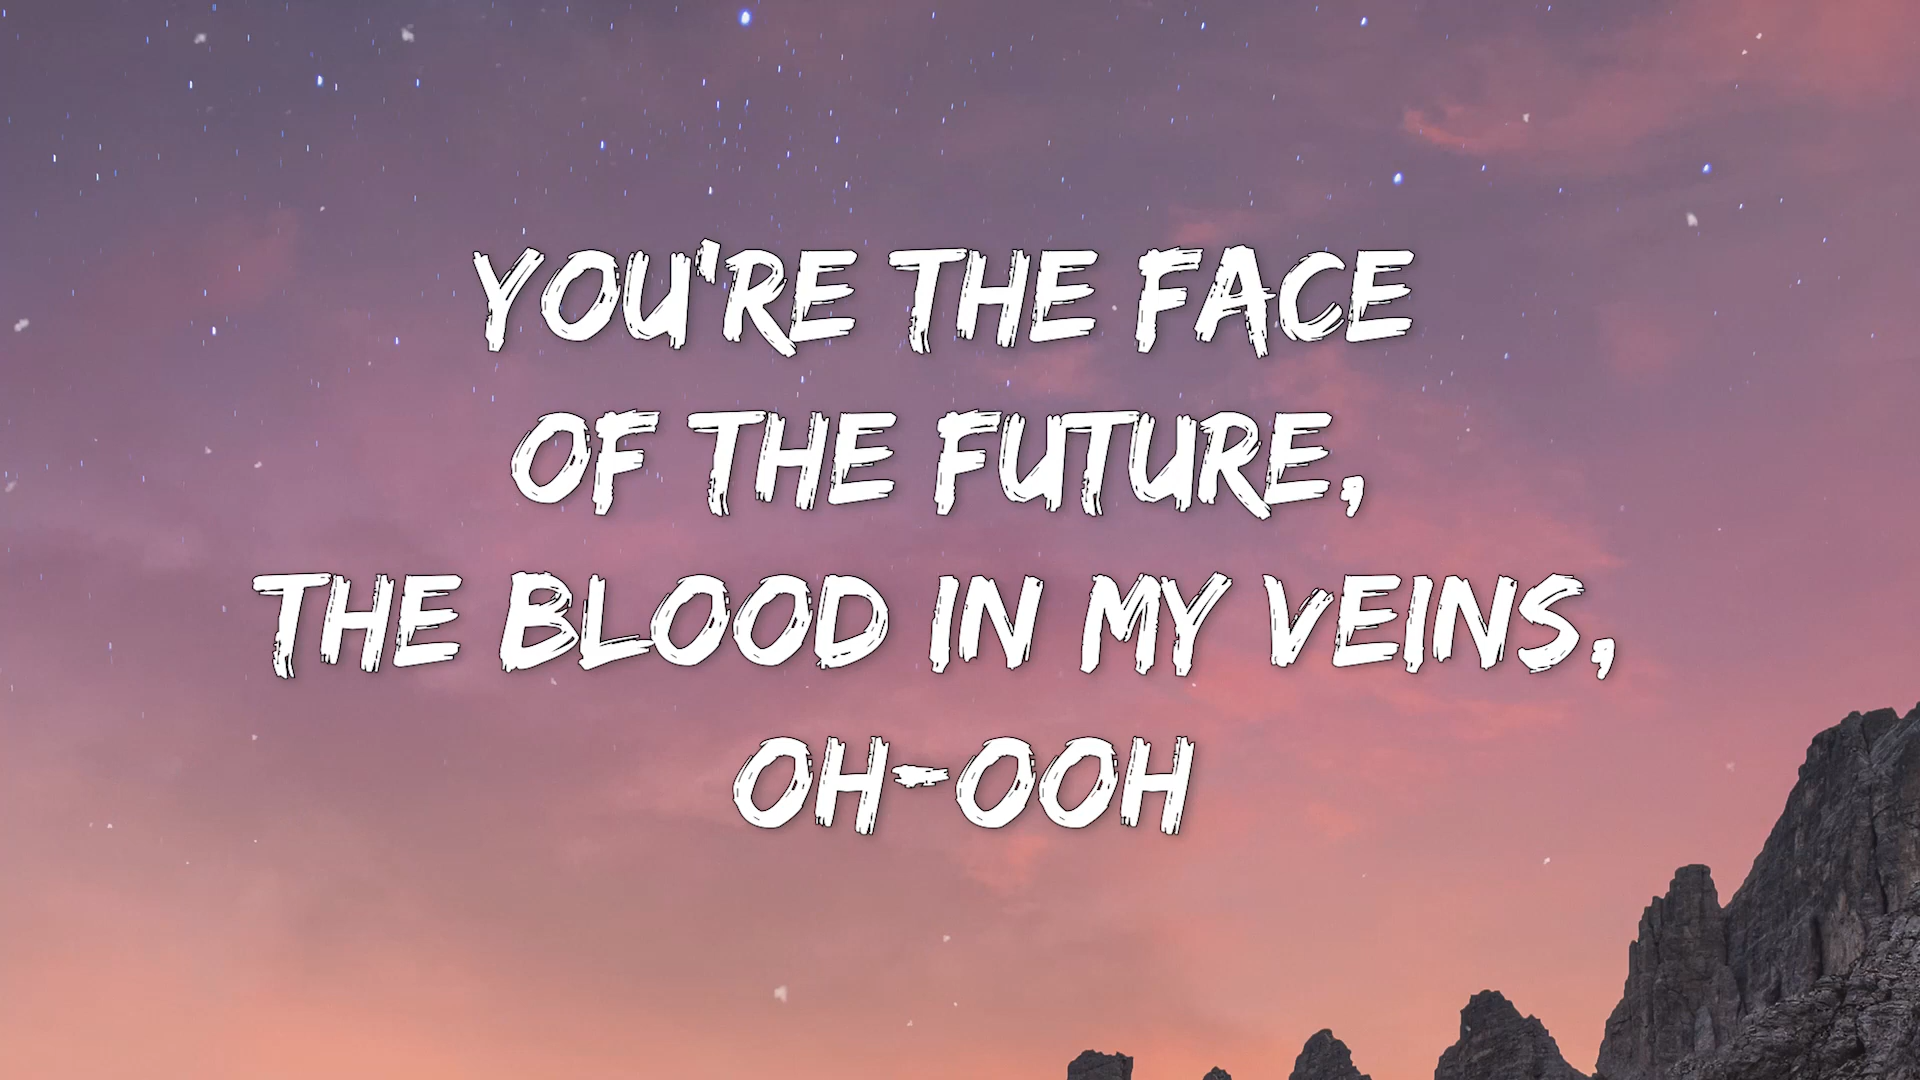 YOU'RE THE FACE
OF THE FUTURE,
THE BLOOD IN MY VEINS,
OH-OOH